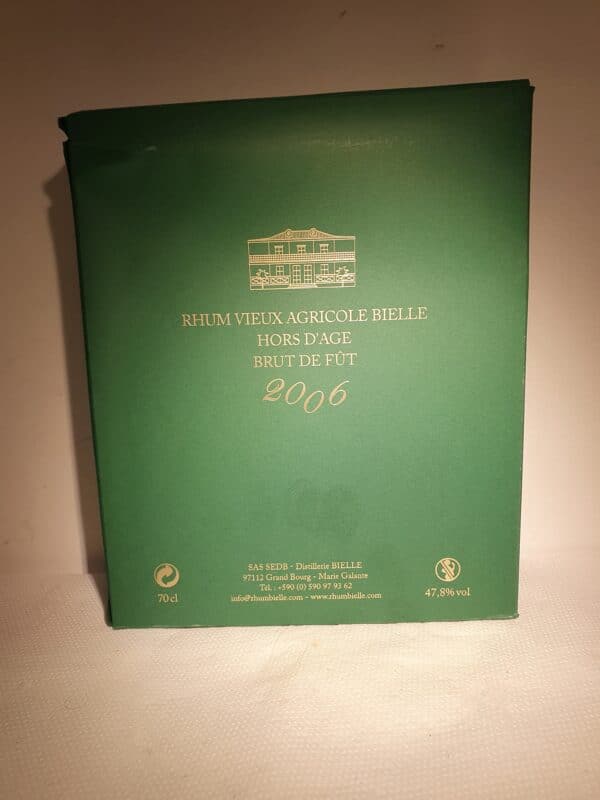 RHUM VIEUX AGRICOLE BIELLE
HORS D'AGE
BRUT DE FÛT
2006
SAS SEDB - Distillerie BIELLE
97112 Grand Bourg - Marie Galante
Tél. : +590 (0) 590 97 93 62
info@rhumbielle.com - www.rhumbielle.com
70 cl
47,8% vol